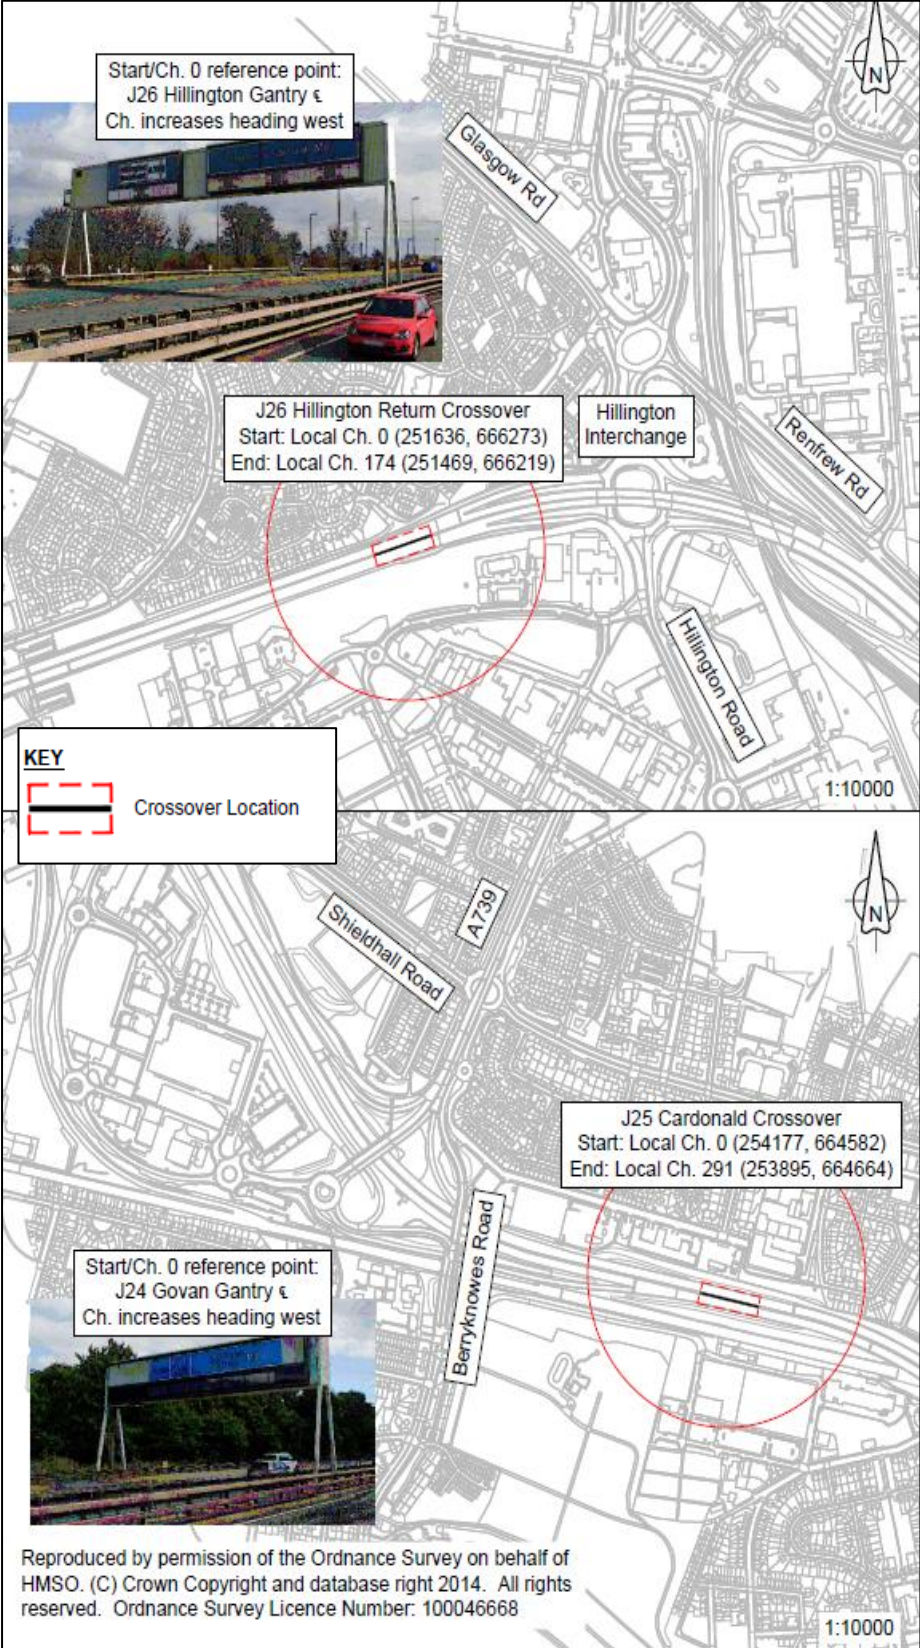 Start/Ch. 0 reference point:
J26 Hillington Gantry ℄
Ch. increases heading west
N
Glasgow Rd
J26 Hillington Return Crossover
Start: Local Ch. 0 (251636, 666273)
End: Local Ch. 174 (251469, 666219)
Hillington
Interchange
Renfrew Rd
Hillington Road
KEY
Crossover Location
1:10000
N
A739
Shieldhall Road
J25 Cardonald Crossover
Start: Local Ch. 0 (254177, 664582)
End: Local Ch. 291 (253895, 664664)
Berryknowes Road
Start/Ch. 0 reference point:
J24 Govan Gantry ℄
Ch. increases heading west
Reproduced by permission of the Ordnance Survey on behalf of
HMSO. (C) Crown Copyright and database right 2014. All rights
reserved. Ordnance Survey Licence Number: 100046668
1:10000